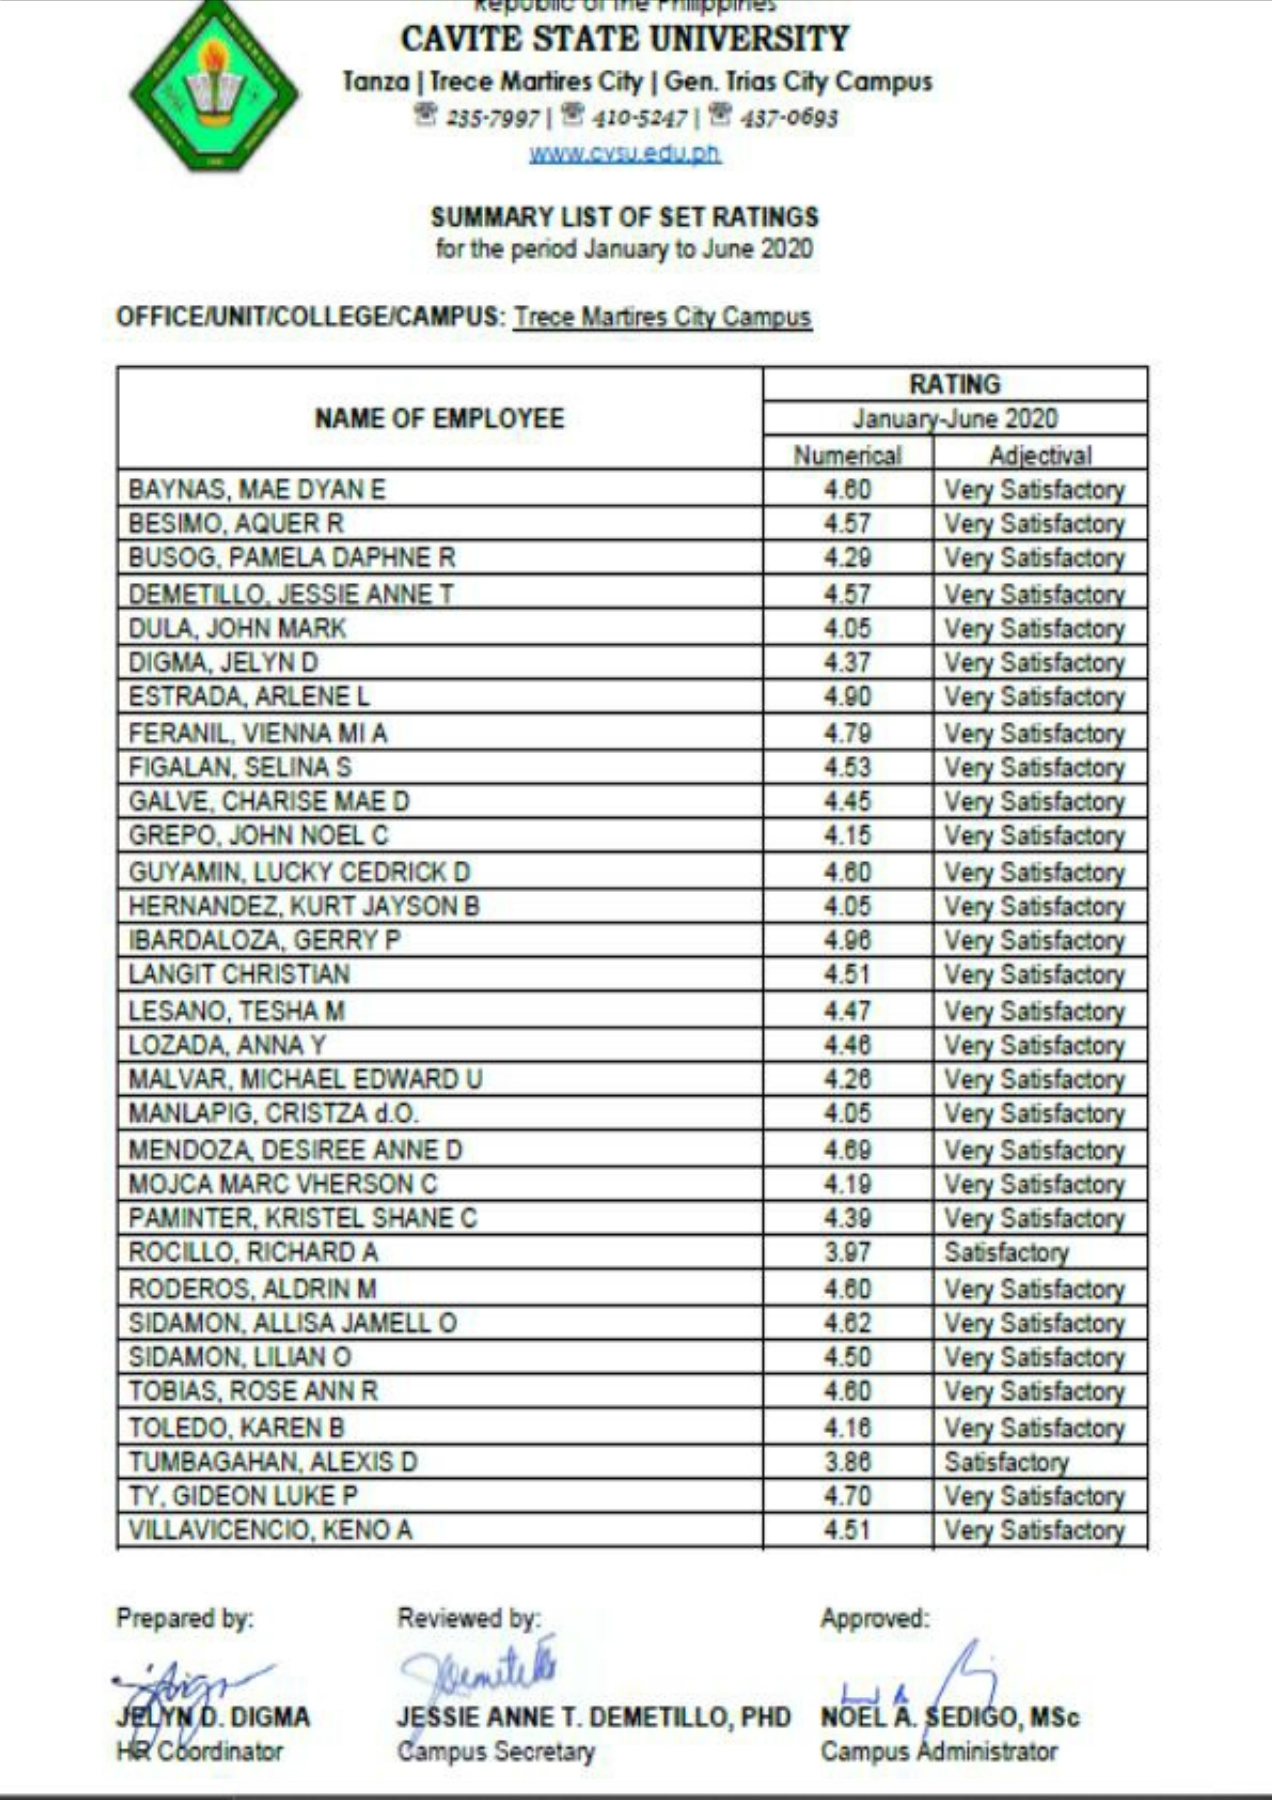 Republic of the Philippines
CAVITE STATE UNIVERSITY
Tanza | Trece Martires City | Gen. Trias City Campus
☏ 235-7997 | ☏ 410-5247 | ☏ 437-0693
www.cvsu.edu.ph
SUMMARY LIST OF SET RATINGS
for the period January to June 2020
OFFICE/UNIT/COLLEGE/CAMPUS: Trece Martires City Campus
RATING
NAME OF EMPLOYEE January-June 2020
Numerical Adjectival
BAYNAS, MAE DYAN E 4.60 Very Satisfactory
BESIMO, AQUER R 4.57 Very Satisfactory
BUSOG, PAMELA DAPHNE R 4.29 Very Satisfactory
DEMETILLO, JESSIE ANNE T 4.57 Very Satisfactory
DULA, JOHN MARK 4.05 Very Satisfactory
DIGMA, JELYN D 4.37 Very Satisfactory
ESTRADA, ARLENE L 4.90 Very Satisfactory
FERANIL, VIENNA MI A 4.79 Very Satisfactory
FIGALAN, SELINA S 4.53 Very Satisfactory
GALVE, CHARISE MAE D 4.45 Very Satisfactory
GREPO, JOHN NOEL C 4.15 Very Satisfactory
GUYAMIN, LUCKY CEDRICK D 4.60 Very Satisfactory
HERNANDEZ, KURT JAYSON B 4.05 Very Satisfactory
IBARDALOZA, GERRY P 4.96 Very Satisfactory
LANGIT CHRISTIAN 4.51 Very Satisfactory
LESANO, TESHA M 4.47 Very Satisfactory
LOZADA, ANNA Y 4.46 Very Satisfactory
MALVAR, MICHAEL EDWARD U 4.26 Very Satisfactory
MANLAPIG, CRISTZA d.O. 4.05 Very Satisfactory
MENDOZA, DESIREE ANNE D 4.69 Very Satisfactory
MOJCA MARC VHERSON C 4.19 Very Satisfactory
PAMINTER, KRISTEL SHANE C 4.39 Very Satisfactory
ROCILLO, RICHARD A 3.97 Satisfactory
RODEROS, ALDRIN M 4.60 Very Satisfactory
SIDAMON, ALLISA JAMELL O 4.62 Very Satisfactory
SIDAMON, LILIAN O 4.50 Very Satisfactory
TOBIAS, ROSE ANN R 4.60 Very Satisfactory
TOLEDO, KAREN B 4.16 Very Satisfactory
TUMBAGAHAN, ALEXIS D 3.86 Satisfactory
TY, GIDEON LUKE P 4.70 Very Satisfactory
VILLAVICENCIO, KENO A 4.51 Very Satisfactory
Prepared by: Reviewed by: Approved:
JELYN D. DIGMA JESSIE ANNE T. DEMETILLO, PHD NOEL A. SEDIGO, MSc
HR Coordinator Campus Secretary Campus Administrator